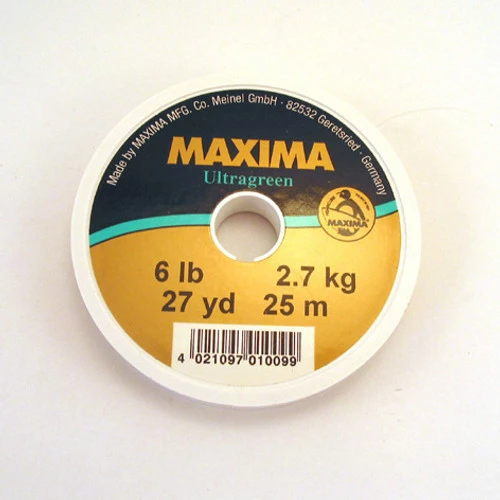 Made by MAXIMA MFG. Co. Meinel GmbH · 82532 Geretsried · Germany
MAXIMA
Ultragreen
MAXIMA
6 lb 2.7 kg
27 yd 25 m
4 021097 010099